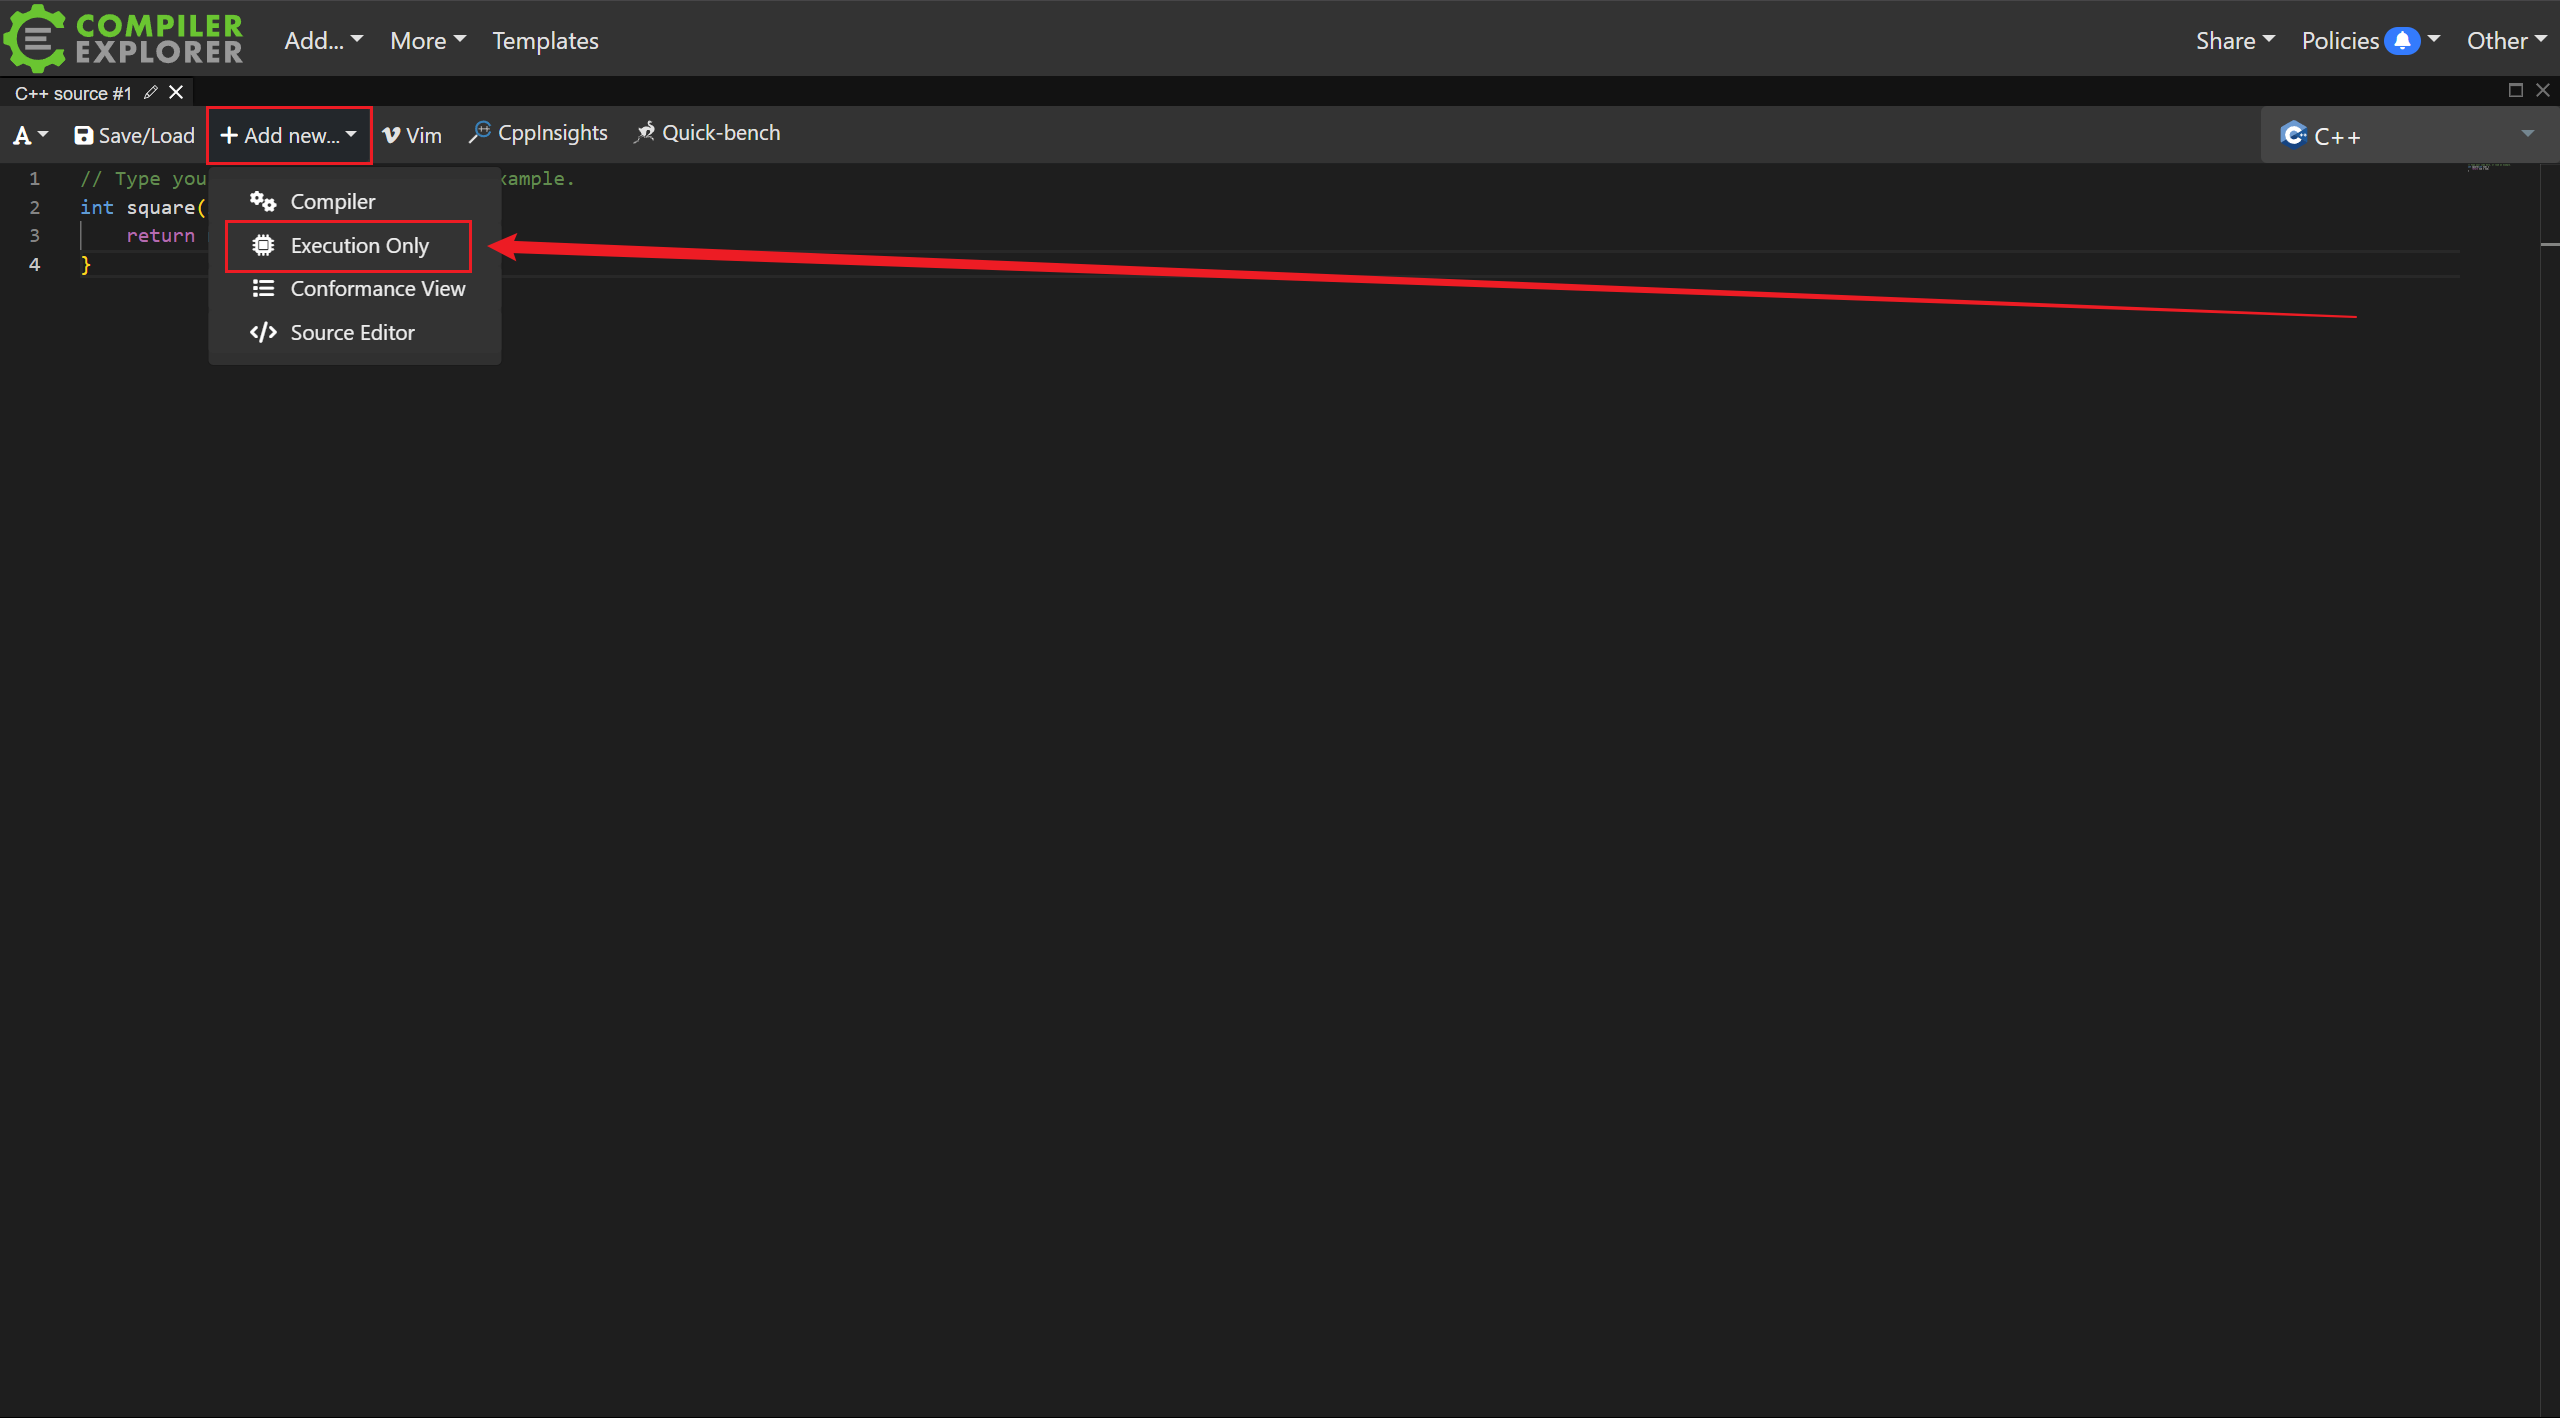 COMPILER
EXPLORER
Add... More Templates Share Policies Other
C++ source #1
A Save/Load Add new... Vim CppInsights Quick-bench C++
1 // Type you
2 int square(
3 return
4 }
Compiler
Execution Only
Conformance View
Source Editor